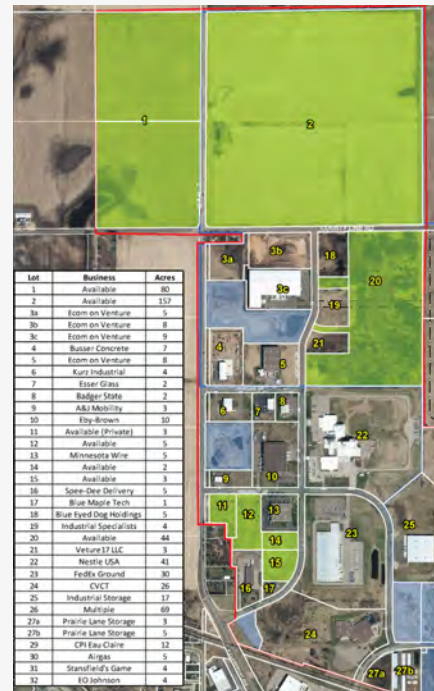 Lot Business Acres
1 Available 80
2 Available 157
3a Ecom on Venture 5
3b Ecom on Venture 8
3c Ecom on Venture 9
4 Busser Concrete 7
5 Ecom on Venture 8
6 Kurz Industrial 4
7 Esser Glass 2
8 Badger State 2
9 A&J Mobility 3
10 Eby-Brown 10
11 Available (Private) 3
12 Available 5
13 Minnesota Wire 5
14 Available 2
15 Available 3
16 Spee-Dee Delivery 5
17 Blue Maple Tech 1
18 Blue Eyed Dog Holdings 5
19 Industrial Specialists 4
20 Available 44
21 Veture17 LLC 3
22 Nestle USA 41
23 FedEx Ground 30
24 CVCT 26
25 Industrial Storage 17
26 Multiple 69
27a Prairie Lane Storage 3
27b Prairie Lane Storage 5
29 CPI Eau Claire 12
30 Airgas 5
31 Stansfield's Game 4
32 EO Johnson 4
1
2
COUNTY LINE RD
3a
3b
18
3c
20
19
4
21
5
6
7
8
22
9
10
11
12
13
25
14
23
15
16
17
24
27a
27b